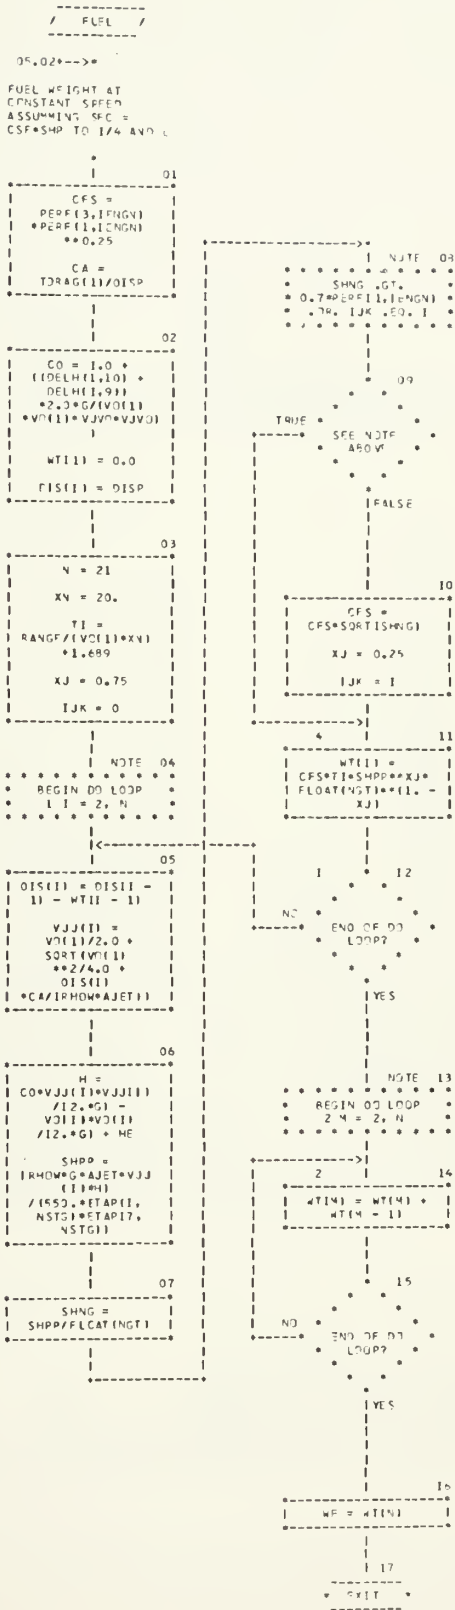 / FUEL /
05.02*-->*
FUEL WEIGHT AT
CONSTANT SPEED
ASSUMMING SFC =
CSF*SHP TO 1/4 AND
01
CFS =
PERF(3,IENGN)
*PERF(1,IENGN)
**0.25
CA =
TDRAG(1)/DISP
02
CO = 1.0 +
((DELH(1,10) +
DELH(1,9))
*2.0*G/(VO(1)
*VO(1)*VJVO*VJVO)
)
WT(1) = 0.0
DIS(1) = DISP
03
N = 21
XN = 20.
TI =
RANGE/(VO(1)*XN)
*1.689
XJ = 0.75
IJK = 0
NOTE 04
BEGIN DO LOOP
1 I = 2, N
05
DIS(I) = DIS(I -
1) - WT(I - 1)
VJJ(I) =
VO(1)/2.0 +
SQRT(VO(1)
**2/4.0 +
DIS(I)
*CA/(RHOW*AJET))
06
H =
CO*VJJ(I)*VJJ(I)
/(2.*G) -
VO(1)*VO(1)
/(2.*G) + HE
SHPP =
(RHOW*G*AJET*VJJ
(I)*H)
/(550.*ETAP(1,
NSTG)*ETAP(7,
NSTG))
07
SHNG =
SHPP/FLOAT(NGT)
NOTE 08
SHNG .GT.
0.7*PERF(1,IENGN)
.OR. IJK .EQ. 1
09
TRUE
SEE NOTE
ABOVE
FALSE
10
CFS =
CFS*SQRT(SHNG)
XJ = 0.25
IJK = 1
4 11
WT(I) =
CFS*TI*SHPP**XJ*
FLOAT(NGT)**(1. -
XJ)
1 12
NO
END OF DO
LOOP?
YES
NOTE 13
BEGIN DO LOOP
2 M = 2, N
2 14
WT(M) = WT(M) +
WT(M - 1)
15
NO
END OF DO
LOOP?
YES
16
WF = WT(N)
17
* EXIT *